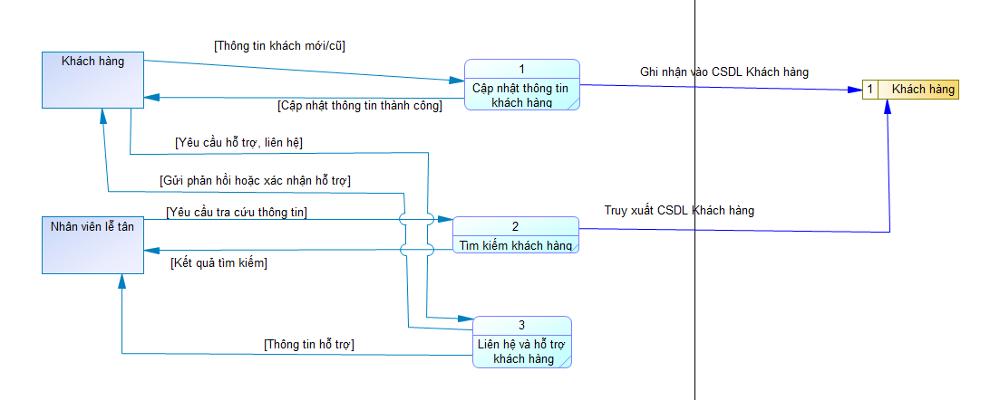 [Thông tin khách mới/cũ]
Khách hàng
1
Cập nhật thông tin
khách hàng
Ghi nhận vào CSDL Khách hàng
1 Khách hàng
[Cập nhật thông tin thành công]
[Yêu cầu hỗ trợ, liên hệ]
[Gửi phản hồi hoặc xác nhận hỗ trợ]
Nhân viên lễ tân
[Yêu cầu tra cứu thông tin]
2
Tìm kiếm khách hàng
Truy xuất CSDL Khách hàng
[Kết quả tìm kiếm]
3
Liên hệ và hỗ trợ
khách hàng
[Thông tin hỗ trợ]